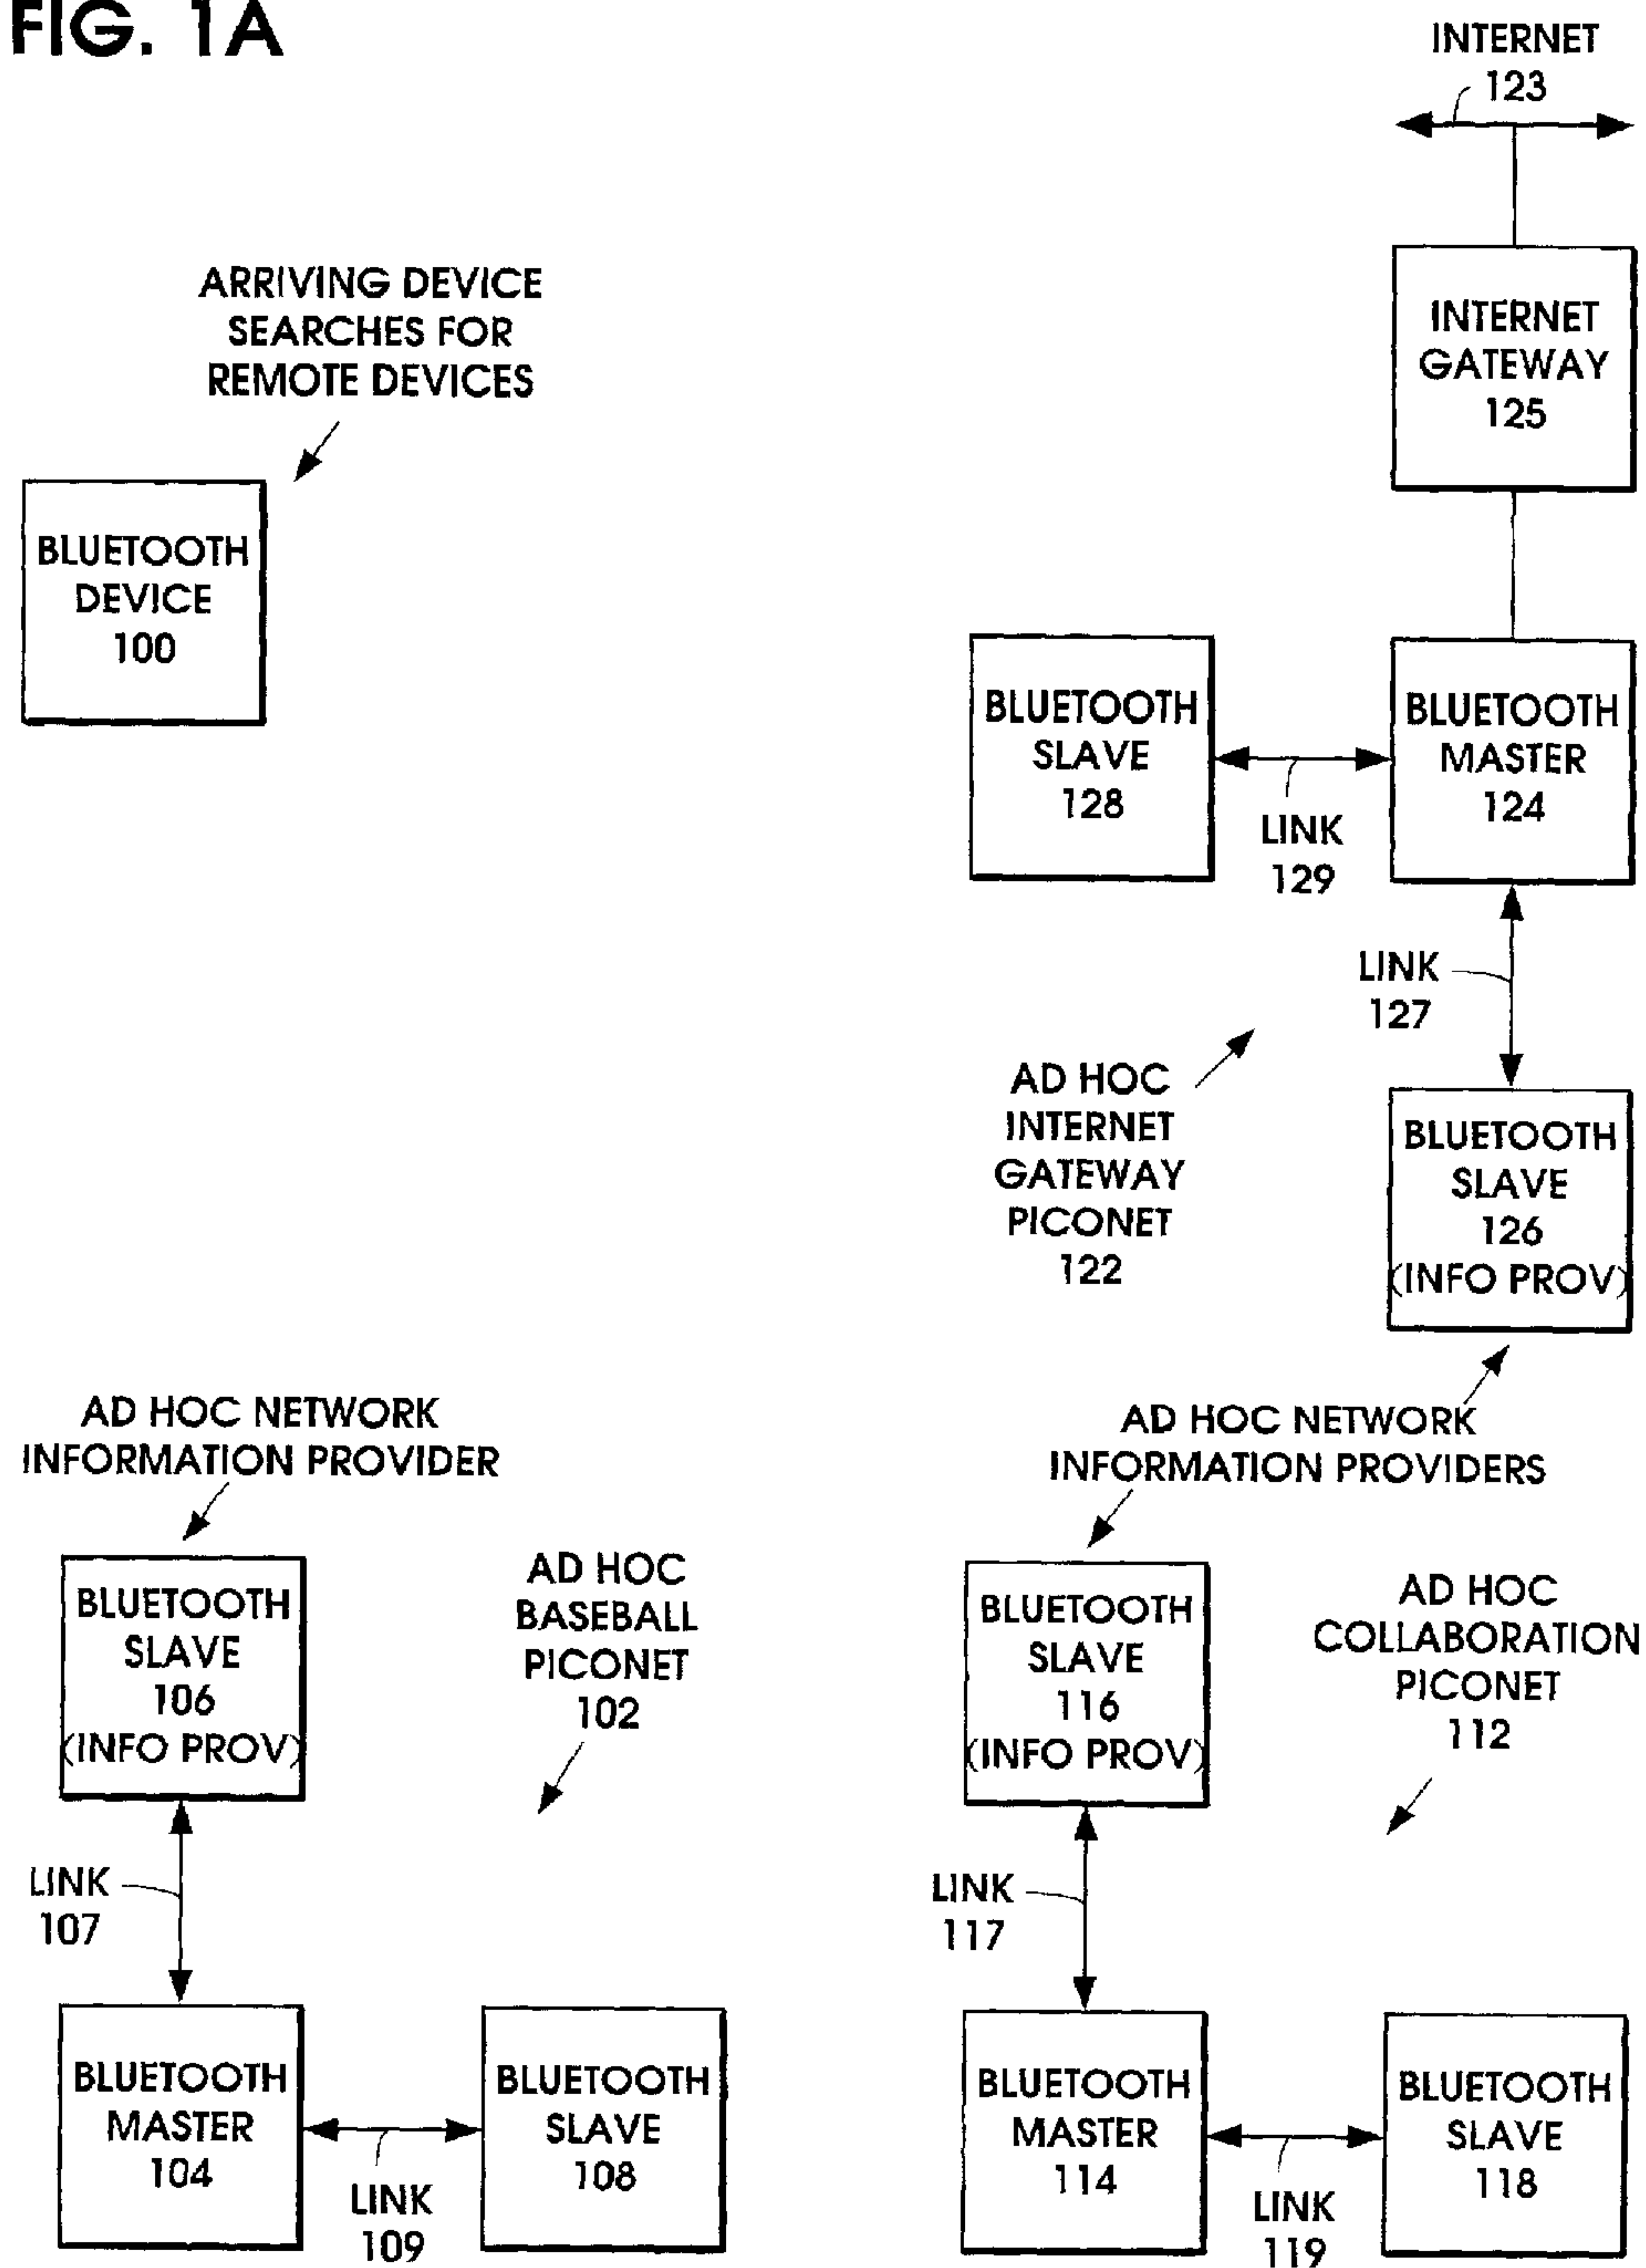 FIG. 1A
INTERNET
123
ARRIVING DEVICE
SEARCHES FOR
REMOTE DEVICES
INTERNET
GATEWAY
125
BLUETOOTH
DEVICE
100
BLUETOOTH
SLAVE
128
LINK
129
BLUETOOTH
MASTER
124
LINK
127
AD HOC
INTERNET
GATEWAY
PICONET
122
BLUETOOTH
SLAVE
126
(INFO PROV)
AD HOC NETWORK
INFORMATION PROVIDER
AD HOC NETWORK
INFORMATION PROVIDERS
BLUETOOTH
SLAVE
106
(INFO PROV)
AD HOC
BASEBALL
PICONET
102
BLUETOOTH
SLAVE
116
(INFO PROV)
AD HOC
COLLABORATION
PICONET
112
LINK
107
LINK
117
BLUETOOTH
MASTER
104
LINK
109
BLUETOOTH
SLAVE
108
BLUETOOTH
MASTER
114
LINK
119
BLUETOOTH
SLAVE
118